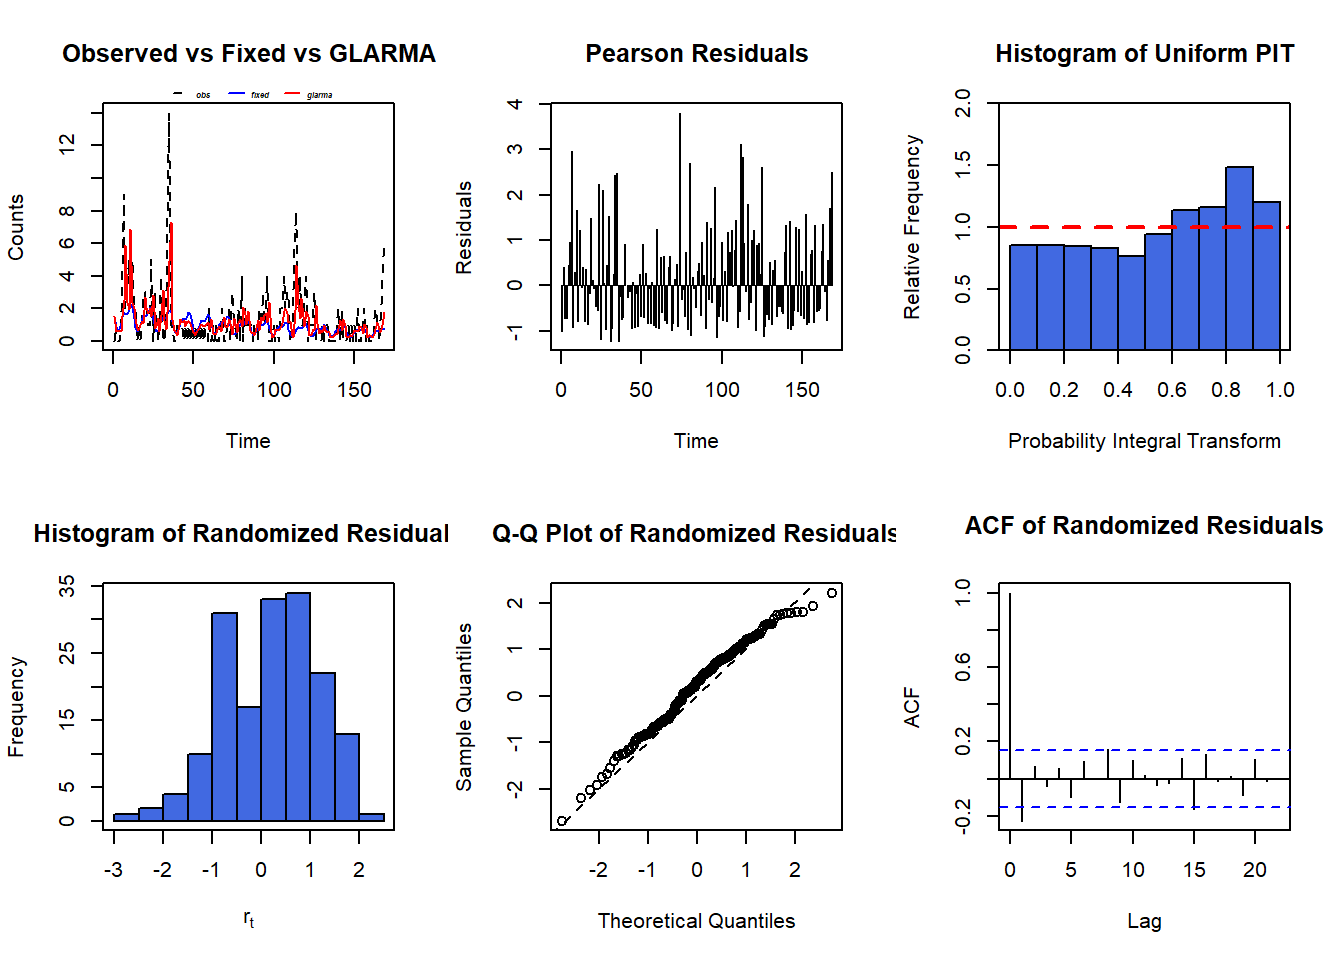 Observed vs Fixed vs GLARMA
obs fixed glarma
Counts
0 2 4 6 8 12
0 50 100 150
Time
Pearson Residuals
Residuals
-1 0 1 2 3 4
0 50 100 150
Time
Histogram of Uniform PIT
Relative Frequency
0.0 0.5 1.0 1.5 2.0
0.0 0.2 0.4 0.6 0.8 1.0
Probability Integral Transform
Histogram of Randomized Residual
Frequency
0 5 15 25 35
-3 -2 -1 0 1 2
rt
Q-Q Plot of Randomized Residuals
Sample Quantiles
-2 -1 0 1 2
-2 -1 0 1 2
Theoretical Quantiles
ACF of Randomized Residuals
ACF
-0.2 0.2 0.6 1.0
0 5 10 15 20
Lag